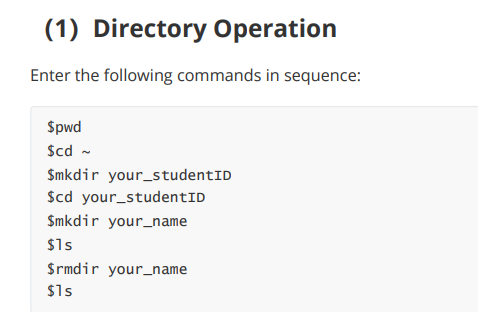 (1) Directory Operation
Enter the following commands in sequence:
$pwd
$cd ~
$mkdir your_studentID
$cd your_studentID
$mkdir your_name
$ls
$rmdir your_name
$ls